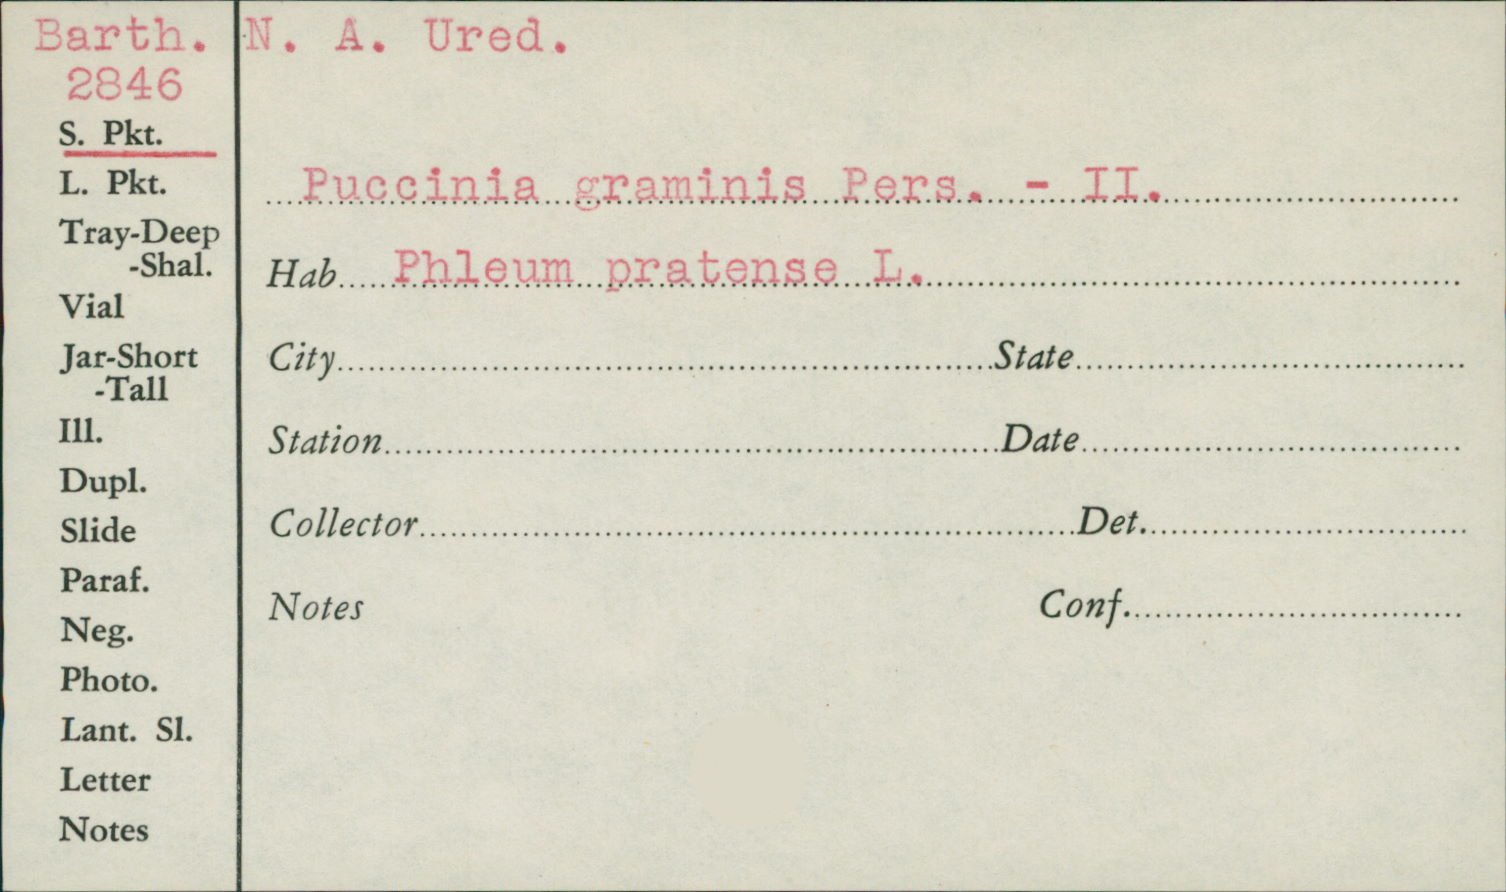 Barth. N. A. Ured.
2846
S. Pkt.
L. Pkt.
Tray-Deep
-Shal.
Vial
Jar-Short
-Tall
Ill.
Dupl.
Slide
Paraf.
Neg.
Photo.
Lant. Sl.
Letter
Notes
Puccinia graminis Pers. - II.
Hab Phleum pratense L.
City State
Station Date
Collector Det.
Notes Conf.